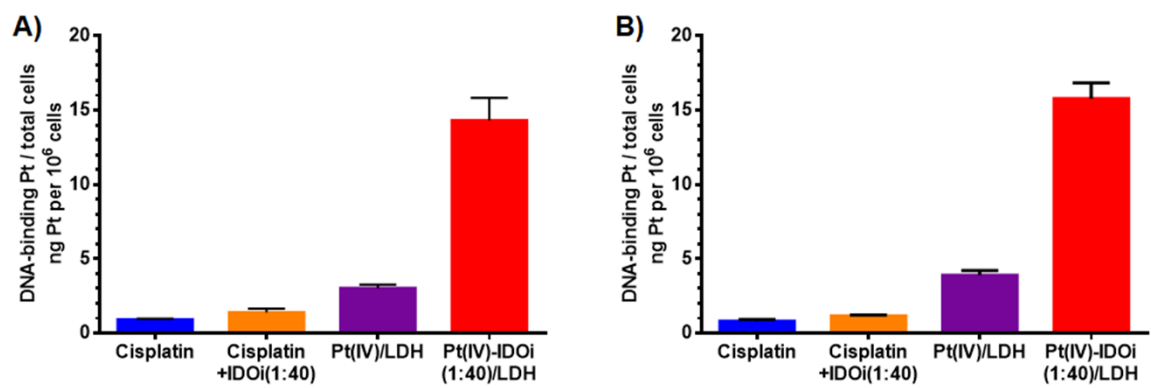 A)
DNA-binding Pt / total cells
ng Pt per 10⁶ cells
20
15
10
5
0
Cisplatin
Cisplatin
+IDOi(1:40)
Pt(IV)/LDH
Pt(IV)-IDOi
(1:40)/LDH
B)
DNA-binding Pt / total cells
ng Pt per 10⁶ cells
20
15
10
5
0
Cisplatin
Cisplatin
+IDOi(1:40)
Pt(IV)/LDH
Pt(IV)-IDOi
(1:40)/LDH